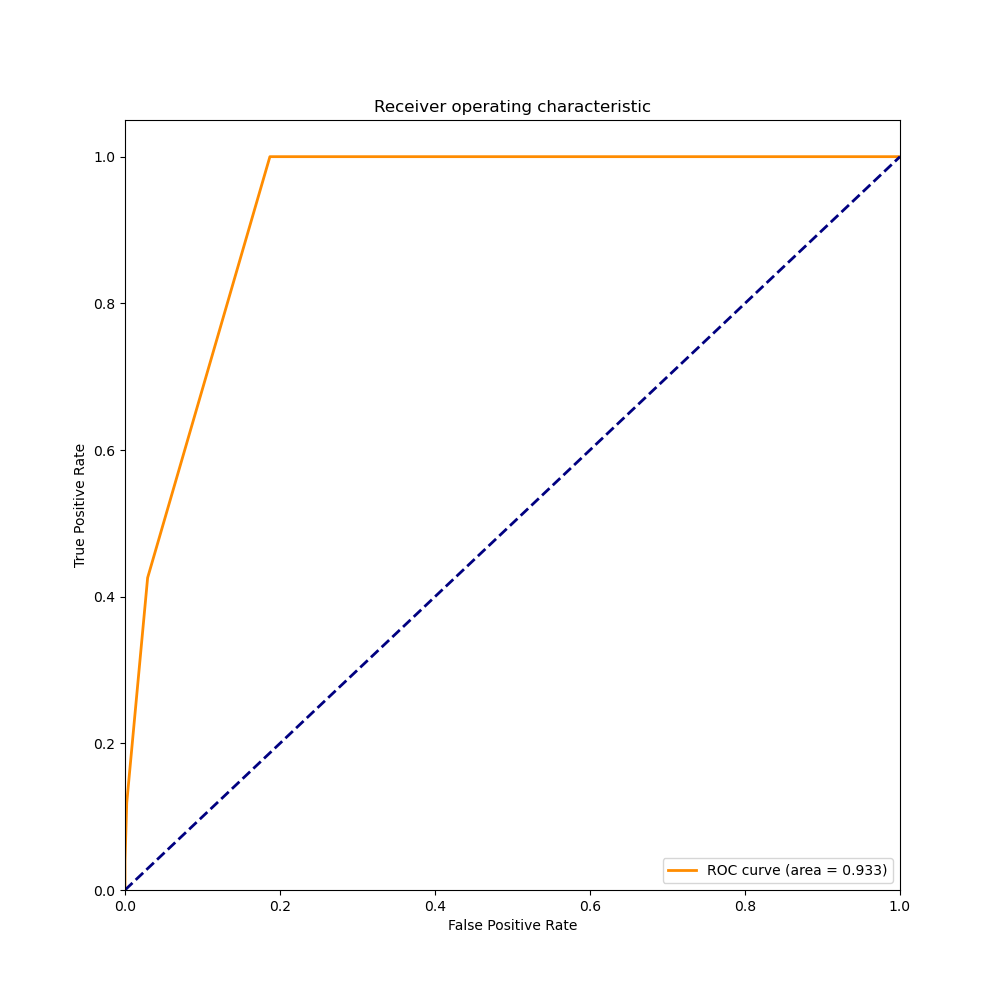 Receiver operating characteristic
1.0
0.8
0.6
0.4
0.2
0.0
True Positive Rate
ROC curve (area = 0.933)
0.0 0.2 0.4 0.6 0.8 1.0
False Positive Rate